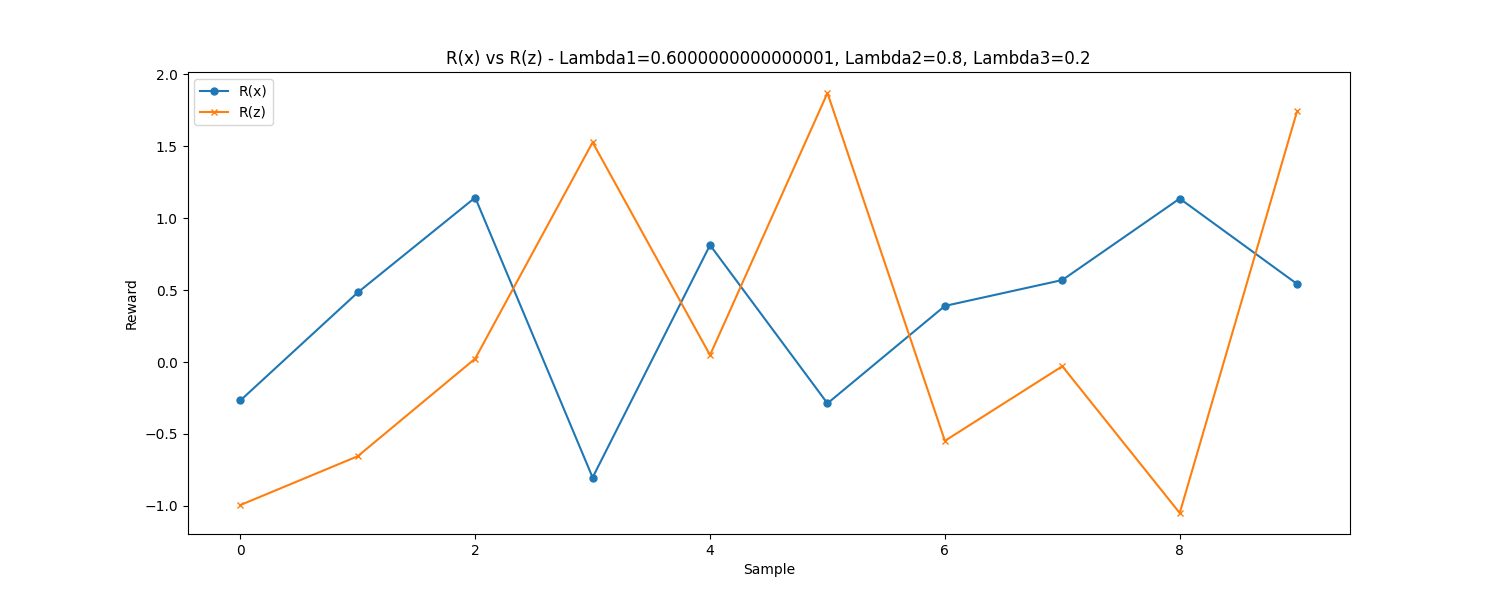 R(x) vs R(z) - Lambda1=0.6000000000000001, Lambda2=0.8, Lambda3=0.2
R(x)
R(z)
2.0
1.5
1.0
0.5
0.0
−0.5
−1.0
Reward
0 2 4 6 8
Sample